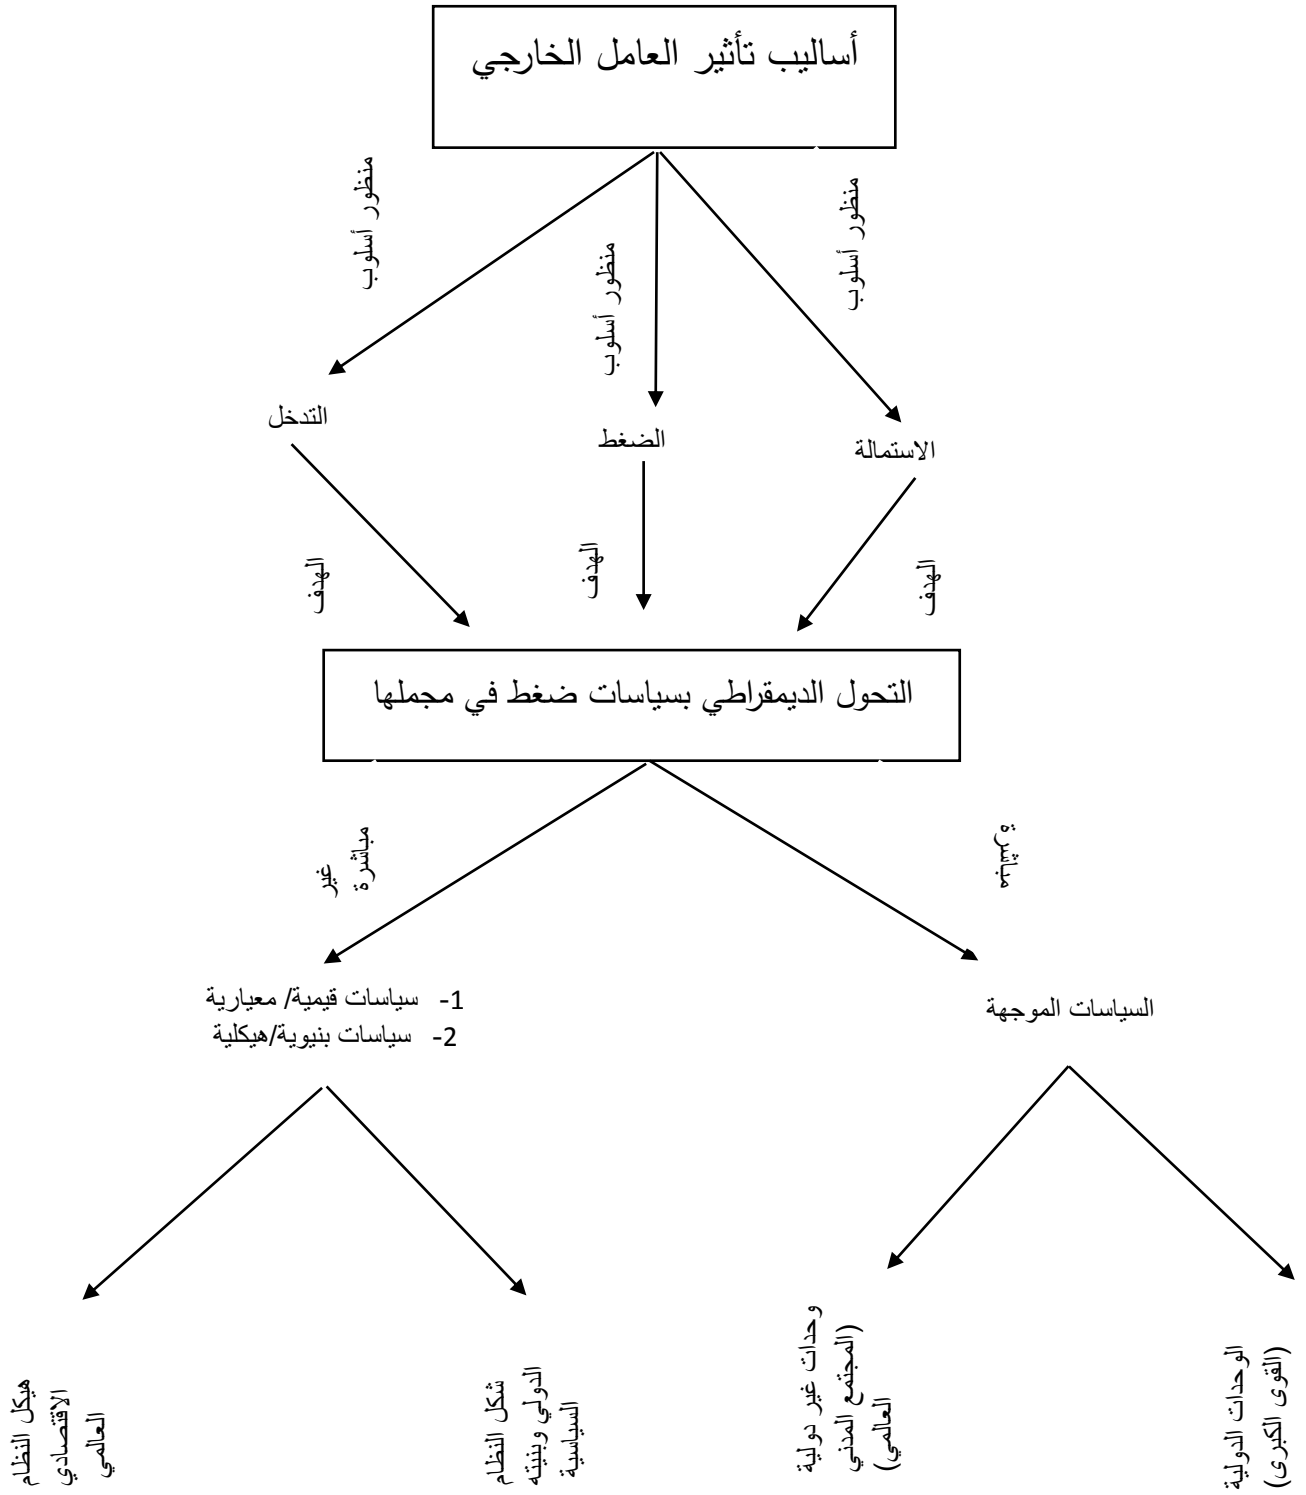 أساليب تأثير العامل الخارجي
منظور أسلوب
منظور أسلوب
منظور أسلوب
الاستمالة
الضغط
التدخل
الهدف
الهدف
الهدف
التحول الديمقراطي بسياسات ضغط في مجملها
مباشرة
غير
مباشرة
السياسات الموجهة
1- سياسات قيمية/ معيارية
2- سياسات بنيوية/هيكلية
الوحدات الدولية
(القوى الكبرى)
وحدات غير دولية
(المجتمع المدني
العالمي)
شكل النظام
الدولي وبنيته
السياسية
هيكل النظام
الاقتصادي
العالمي